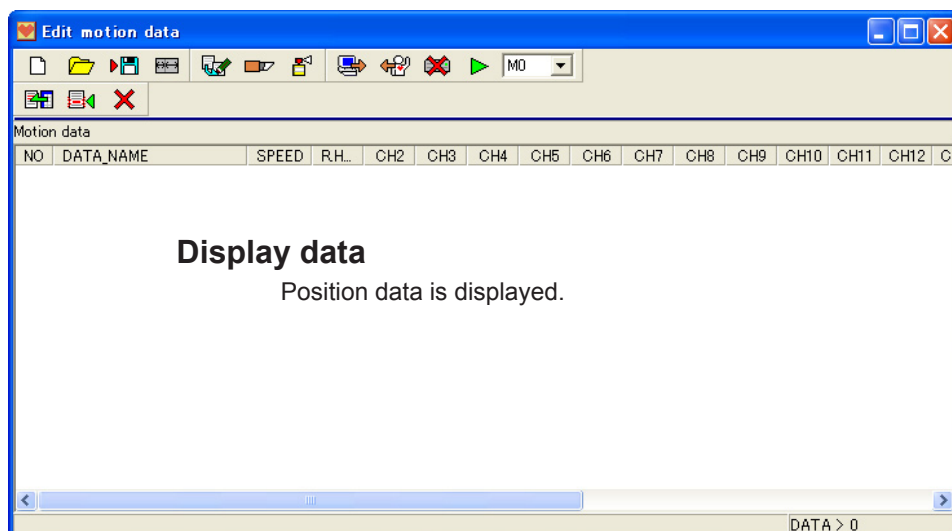 Edit motion data
M0
Motion data
NO DATA_NAME SPEED R.H... CH2 CH3 CH4 CH5 CH6 CH7 CH8 CH9 CH10 CH11 CH12 C
Display data
Position data is displayed.
DATA > 0